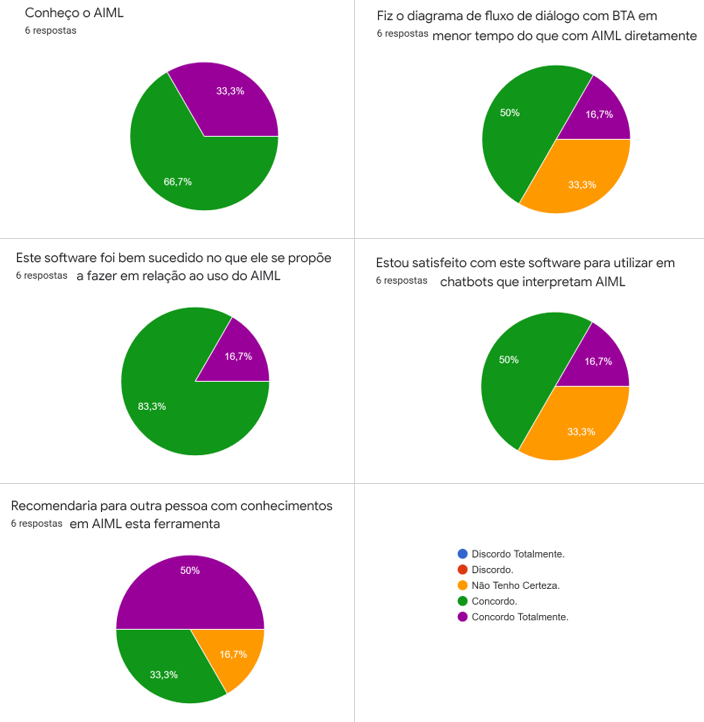 Conheço o AIML
6 respostas
33,3%
66,7%
Fiz o diagrama de fluxo de diálogo com BTA em
6 respostas menor tempo do que com AIML diretamente
50%
16,7%
33,3%
Este software foi bem sucedido no que ele se propõe
6 respostas a fazer em relação ao uso do AIML
16,7%
83,3%
Estou satisfeito com este software para utilizar em
6 respostas chatbots que interpretam AIML
50%
16,7%
33,3%
Recomendaria para outra pessoa com conhecimentos
6 respostas em AIML esta ferramenta
50%
16,7%
33,3%
Discordo Totalmente.
Discordo.
Não Tenho Certeza.
Concordo.
Concordo Totalmente.